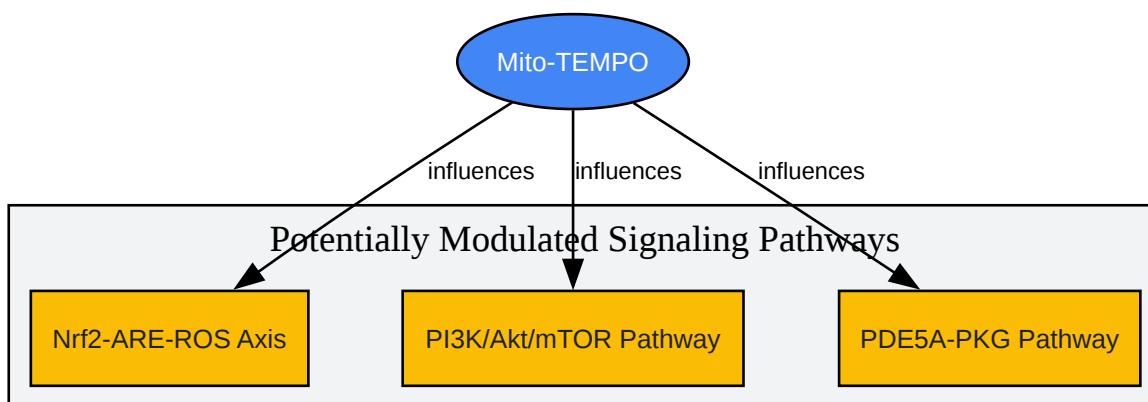 Mito-TEMPO
influences
influences
influences
Potentially Modulated Signaling Pathways
Nrf2-ARE-ROS Axis
PI3K/Akt/mTOR Pathway
PDE5A-PKG Pathway